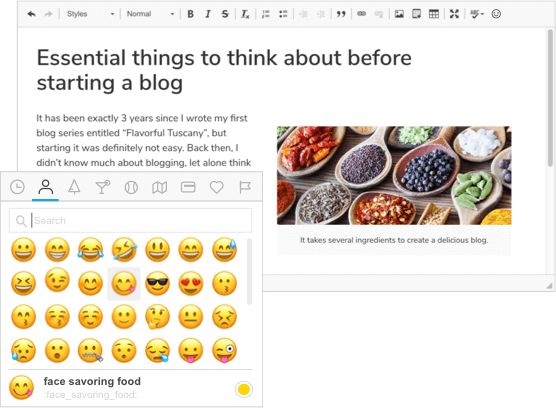 Styles Normal B I S Tx ABC
Essential things to think about before
starting a blog
It has been exactly 3 years since I wrote my first
blog series entitled “Flavorful Tuscany”, but
starting it was definitely not easy. Back then, I
didn’t know much about blogging, let alone think
It takes several ingredients to create a delicious blog.
Search
face savoring food
:face_savoring_food: